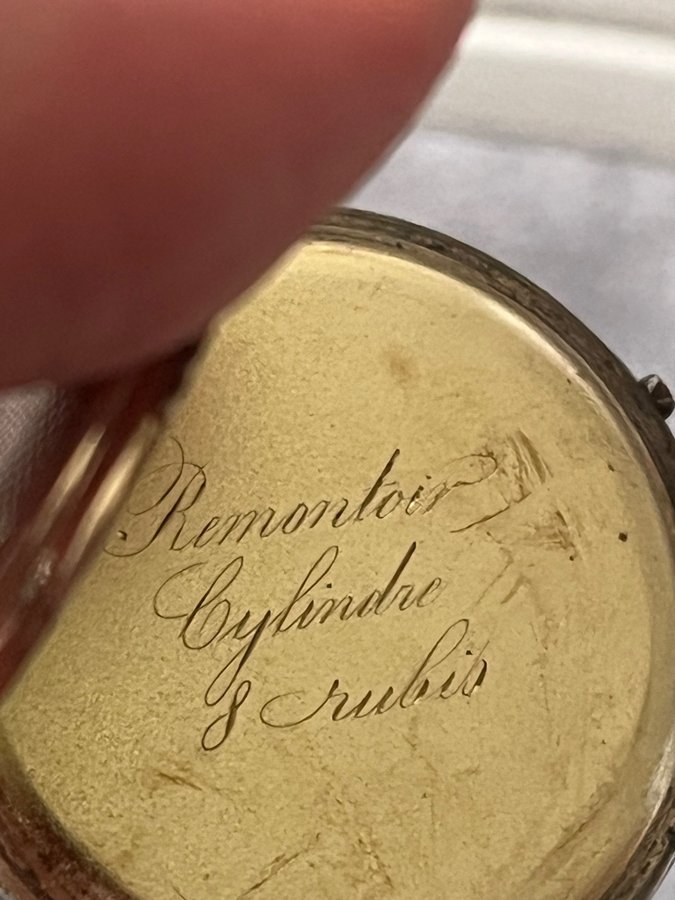 Remontoir
Cylindre
8 rubis